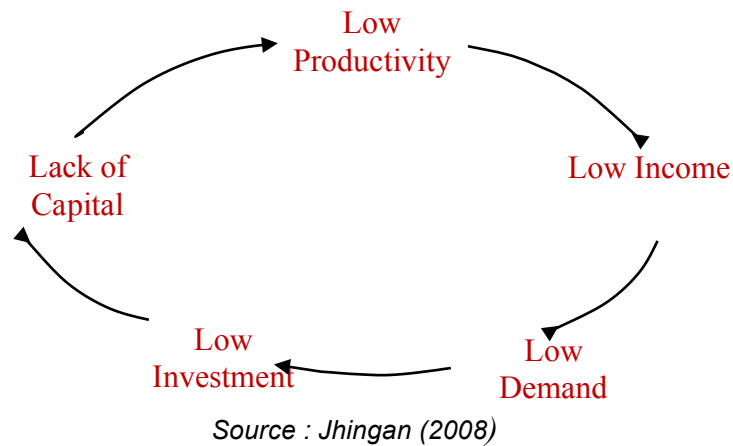 Low
Productivity
Low Income
Low
Demand
Low
Investment
Lack of
Capital
Source : Jhingan (2008)